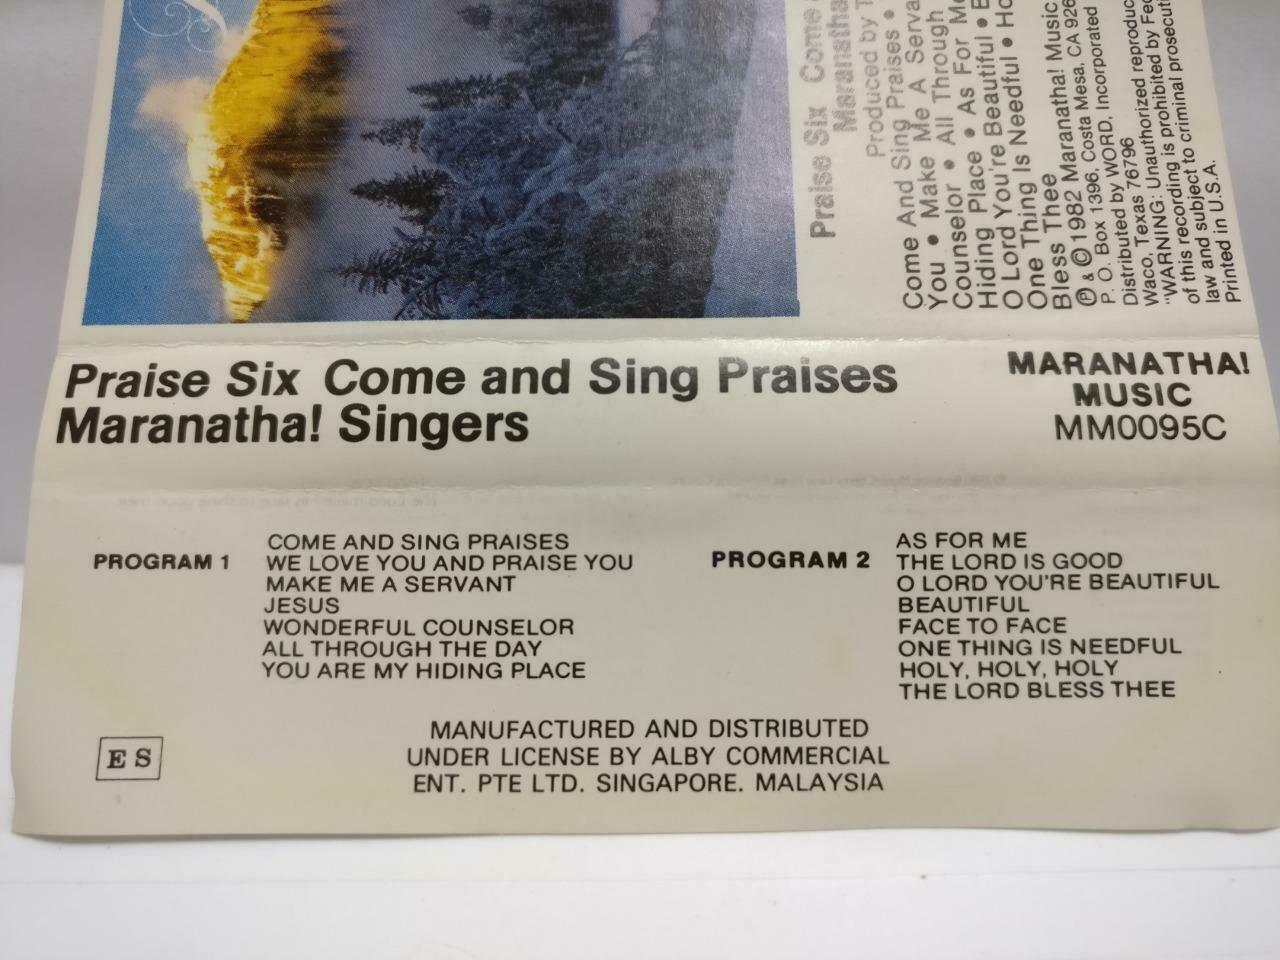 Praise Six Come and Sing Praises
Maranatha! Singers
MARANATHA!
MUSIC
MM0095C
PROGRAM 1
COME AND SING PRAISES
WE LOVE YOU AND PRAISE YOU
MAKE ME A SERVANT
JESUS
WONDERFUL COUNSELOR
ALL THROUGH THE DAY
YOU ARE MY HIDING PLACE
PROGRAM 2
AS FOR ME
THE LORD IS GOOD
O LORD YOU'RE BEAUTIFUL
BEAUTIFUL
FACE TO FACE
ONE THING IS NEEDFUL
HOLY, HOLY, HOLY
THE LORD BLESS THEE
MANUFACTURED AND DISTRIBUTED
UNDER LICENSE BY ALBY COMMERCIAL
ENT. PTE LTD. SINGAPORE. MALAYSIA
E S
Praise Six Come
Maranatha
Produced by
Come And Sing Praises •
You • Make Me A
Counselor • All Through
Hiding Place • As For
O Lord You're Beautiful •
One Thing Is Needful •
Bless Thee
Ⓟ & © 1982 Maranatha! Music
P. O. Box 1396, Costa Mesa, CA
Distributed by WORD, Incorporated
Waco, Texas 76796
"WARNING: Unauthorized
of this recording is prohibited by
law and subject to criminal
Printed in U.S.A.